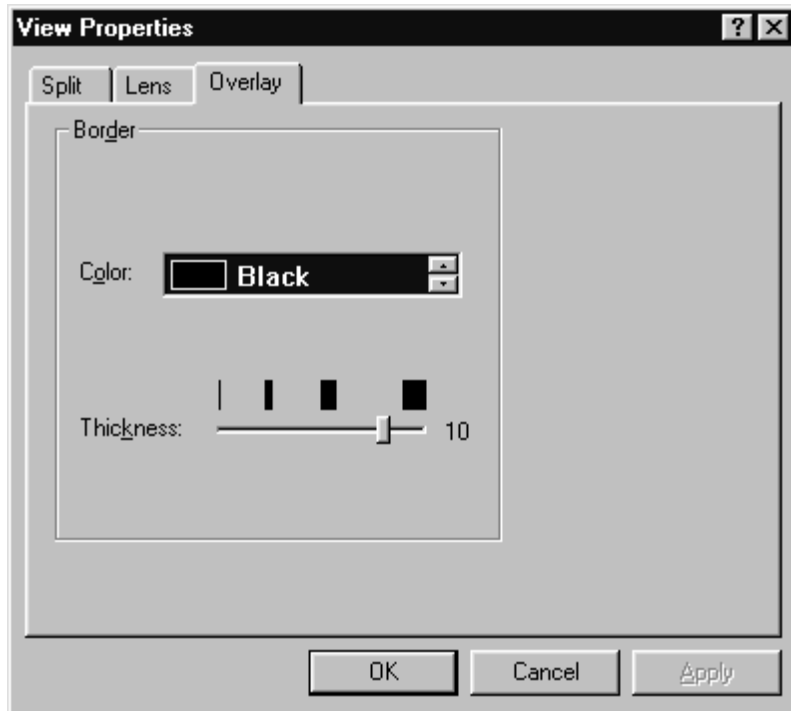 View Properties
Split Lens Overlay
Border
Color: Black
Thickness: 10
OK Cancel Apply